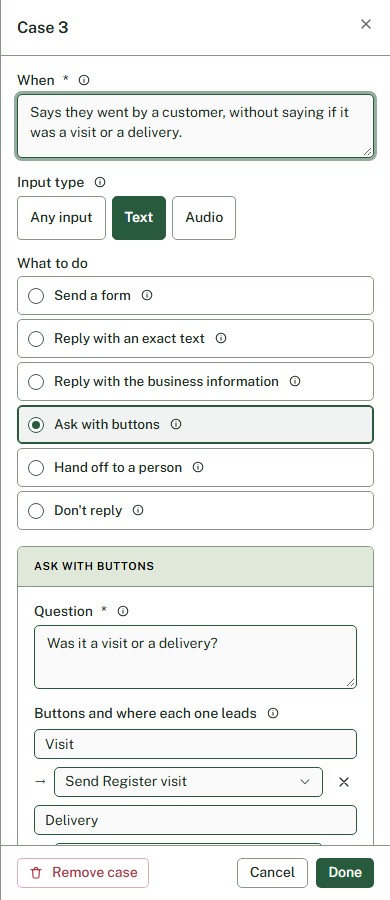 Case 3
When *
Says they went by a customer, without saying if it
was a visit or a delivery.
Input type
Any input
Text
Audio
What to do
Send a form
Reply with an exact text
Reply with the business information
Ask with buttons
Hand off to a person
Don't reply
ASK WITH BUTTONS
Question *
Was it a visit or a delivery?
Buttons and where each one leads
Visit
→ Send Register visit
Delivery
Remove case
Cancel
Done